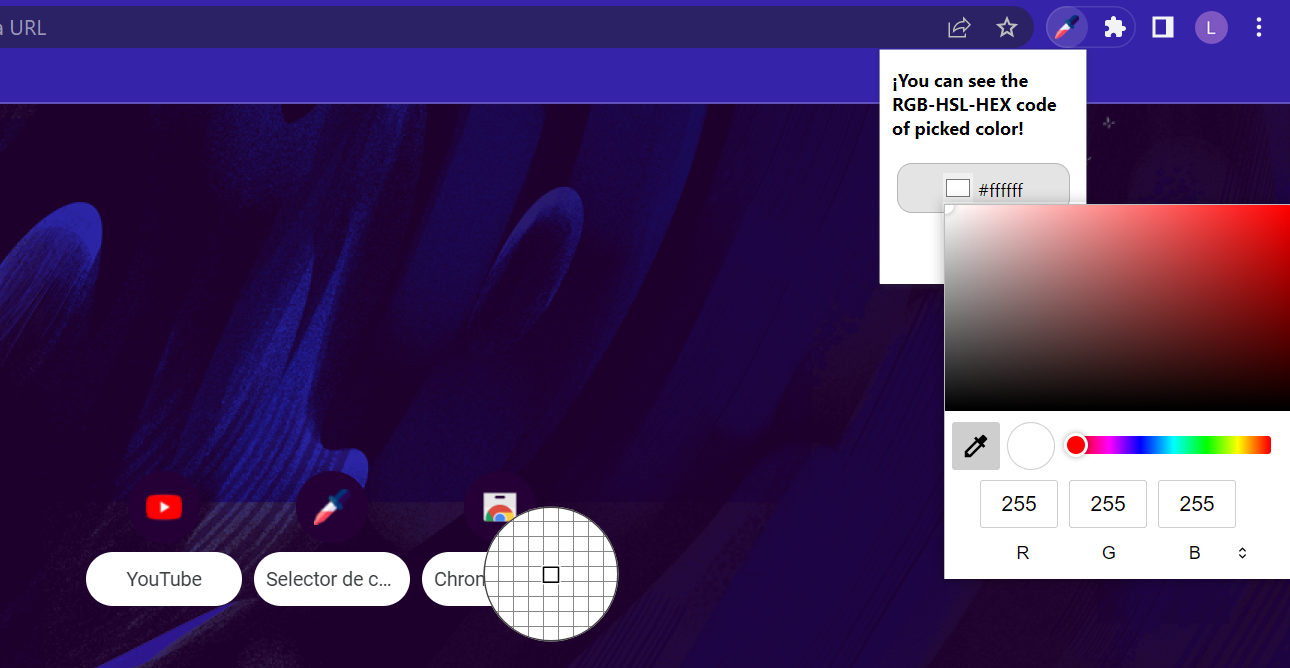 a URL
L
¡You can see the
RGB-HSL-HEX code
of picked color!
#ffffff
255 255 255
R G B
YouTube
Selector de c...
Chron